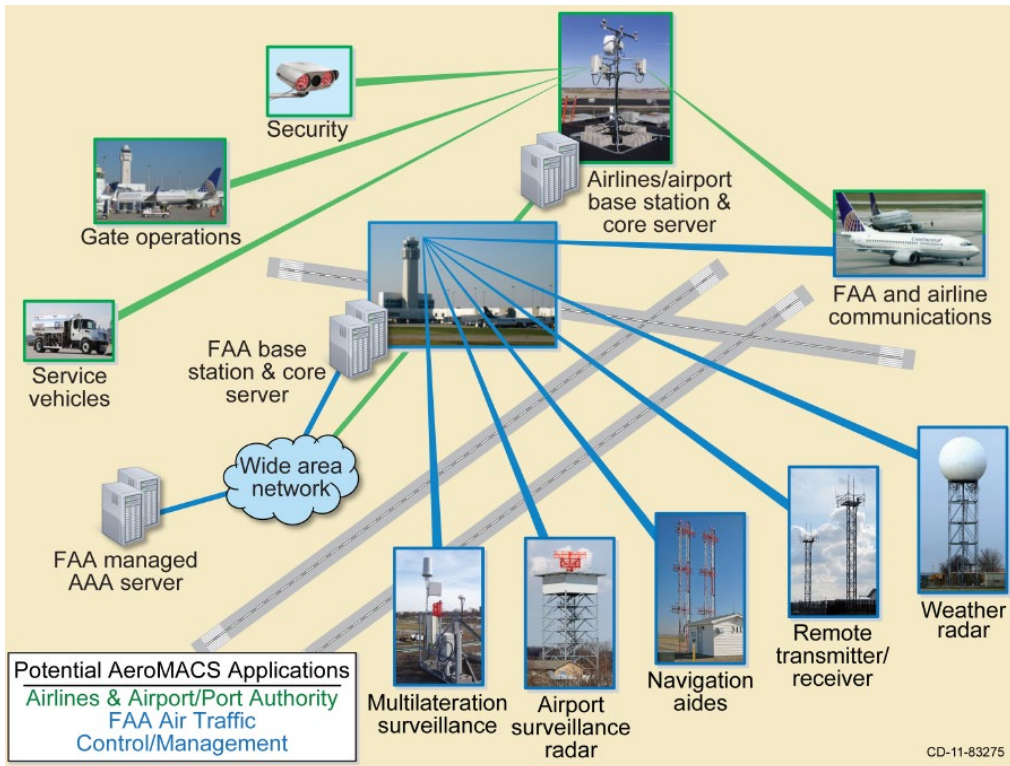 Security
Gate operations
Airlines/airport
base station &
core server
Continental
FAA and airline
communications
Service
vehicles
FAA base
station & core
server
Wide area
network
FAA managed
AAA server
Multilateration
surveillance
Airport
surveillance
radar
Navigation
aides
Remote
transmitter/
receiver
Weather
radar
Potential AeroMACS Applications
Airlines & Airport/Port Authority
FAA Air Traffic
Control/Management
CD-11-83275